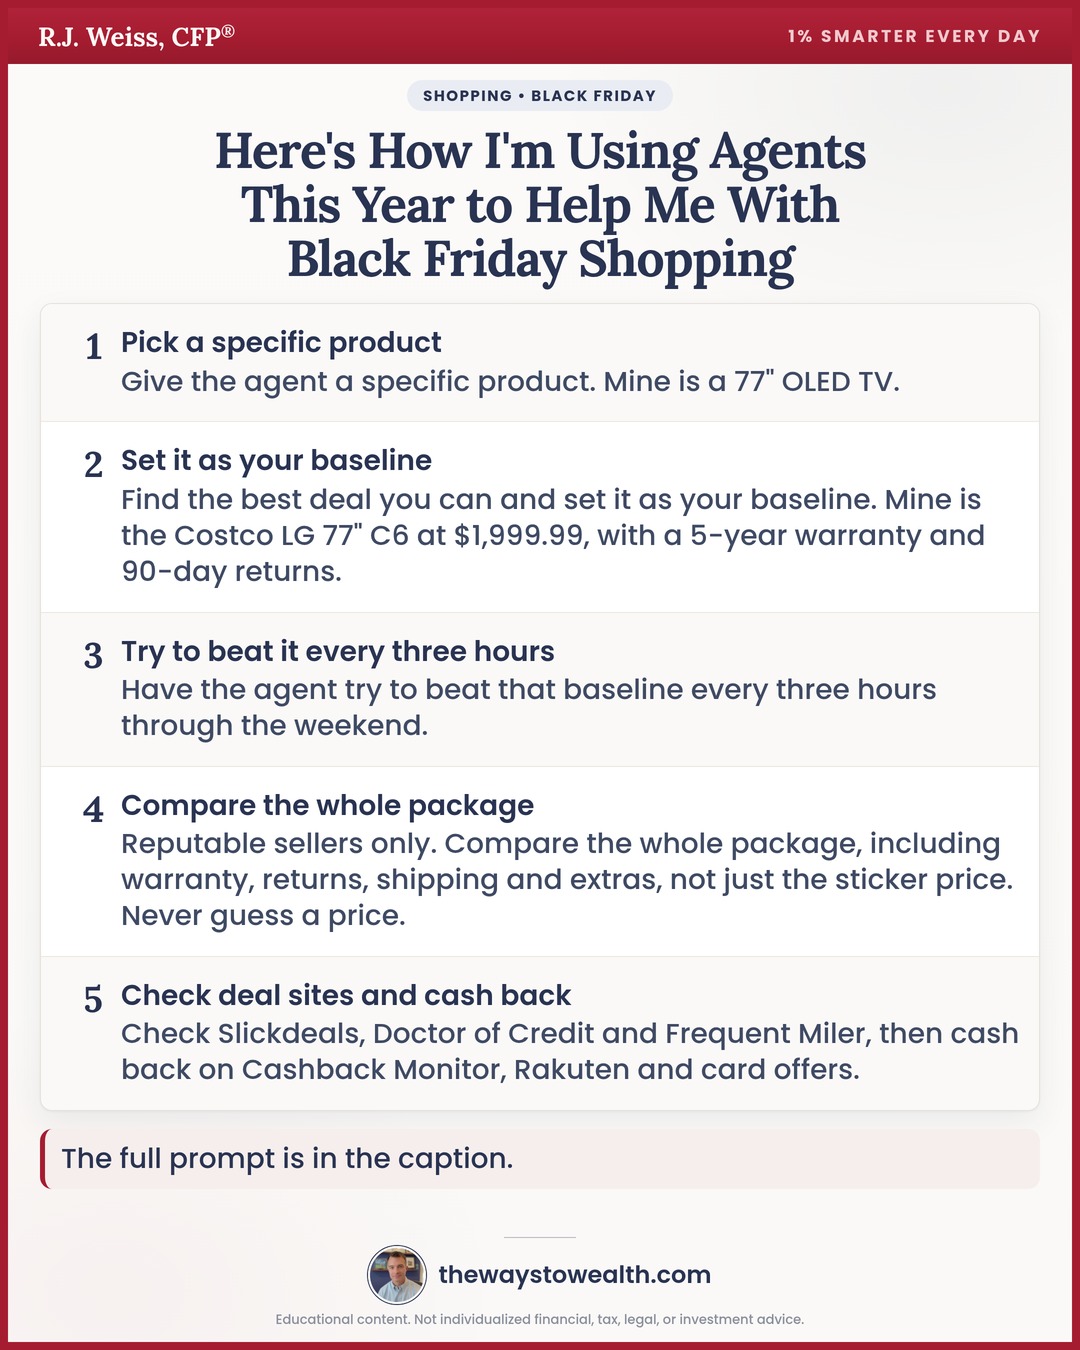 R.J. Weiss, CFP®
1% SMARTER EVERY DAY
SHOPPING • BLACK FRIDAY
Here's How I'm Using Agents
This Year to Help Me With
Black Friday Shopping
1 Pick a specific product
Give the agent a specific product. Mine is a 77" OLED TV.
2 Set it as your baseline
Find the best deal you can and set it as your baseline. Mine is
the Costco LG 77" C6 at $1,999.99, with a 5-year warranty and
90-day returns.
3 Try to beat it every three hours
Have the agent try to beat that baseline every three hours
through the weekend.
4 Compare the whole package
Reputable sellers only. Compare the whole package, including
warranty, returns, shipping and extras, not just the sticker price.
Never guess a price.
5 Check deal sites and cash back
Check Slickdeals, Doctor of Credit and Frequent Miler, then cash
back on Cashback Monitor, Rakuten and card offers.
The full prompt is in the caption.
thewaystowealth.com
Educational content. Not individualized financial, tax, legal, or investment advice.